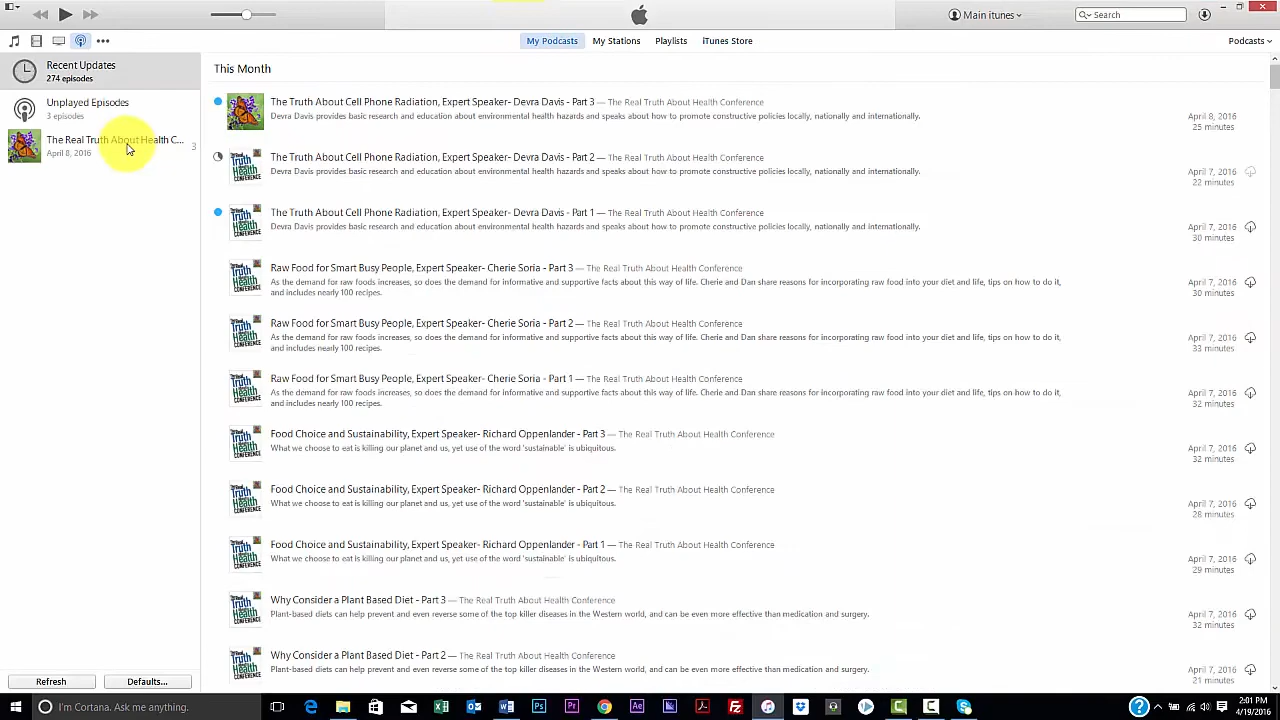 Main itunes
Search
My Podcasts
My Stations
Playlists
iTunes Store
Podcasts
Recent Updates
274 episodes
Unplayed Episodes
3 episodes
The Real Truth About Health C...
April 8, 2016
3
This Month
The Truth About Cell Phone Radiation, Expert Speaker- Devra Davis - Part 3 — The Real Truth About Health Conference
Devra Davis provides basic research and education about environmental health hazards and speaks about how to promote constructive policies locally, nationally and internationally.
April 8, 2016
25 minutes
The Truth About Cell Phone Radiation, Expert Speaker- Devra Davis - Part 2 — The Real Truth About Health Conference
Devra Davis provides basic research and education about environmental health hazards and speaks about how to promote constructive policies locally, nationally and internationally.
April 7, 2016
22 minutes
The Truth About Cell Phone Radiation, Expert Speaker- Devra Davis - Part 1 — The Real Truth About Health Conference
Devra Davis provides basic research and education about environmental health hazards and speaks about how to promote constructive policies locally, nationally and internationally.
April 7, 2016
30 minutes
Raw Food for Smart Busy People, Expert Speaker- Cherie Soria - Part 3 — The Real Truth About Health Conference
As the demand for raw foods increases, so does the demand for informative and supportive facts about this way of life. Cherie and Dan share reasons for incorporating raw food into your diet and life, tips on how to do it,
and includes nearly 100 recipes.
April 7, 2016
30 minutes
Raw Food for Smart Busy People, Expert Speaker- Cherie Soria - Part 2 — The Real Truth About Health Conference
As the demand for raw foods increases, so does the demand for informative and supportive facts about this way of life. Cherie and Dan share reasons for incorporating raw food into your diet and life, tips on how to do it,
and includes nearly 100 recipes.
April 7, 2016
33 minutes
Raw Food for Smart Busy People, Expert Speaker- Cherie Soria - Part 1 — The Real Truth About Health Conference
As the demand for raw foods increases, so does the demand for informative and supportive facts about this way of life. Cherie and Dan share reasons for incorporating raw food into your diet and life, tips on how to do it,
and includes nearly 100 recipes.
April 7, 2016
32 minutes
Food Choice and Sustainability, Expert Speaker- Richard Oppenlander - Part 3 — The Real Truth About Health Conference
What we choose to eat is killing our planet and us, yet use of the word 'sustainable' is ubiquitous.
April 7, 2016
32 minutes
Food Choice and Sustainability, Expert Speaker- Richard Oppenlander - Part 2 — The Real Truth About Health Conference
What we choose to eat is killing our planet and us, yet use of the word 'sustainable' is ubiquitous.
April 7, 2016
28 minutes
Food Choice and Sustainability, Expert Speaker- Richard Oppenlander - Part 1 — The Real Truth About Health Conference
What we choose to eat is killing our planet and us, yet use of the word 'sustainable' is ubiquitous.
April 7, 2016
29 minutes
Why Consider a Plant Based Diet - Part 3 — The Real Truth About Health Conference
Plant-based diets can help prevent and even reverse some of the top killer diseases in the Western world, and can be even more effective than medication and surgery.
April 7, 2016
32 minutes
Why Consider a Plant Based Diet - Part 2 — The Real Truth About Health Conference
Plant-based diets can help prevent and even reverse some of the top killer diseases in the Western world, and can be even more effective than medication and surgery.
April 7, 2016
21 minutes
Refresh
Defaults...
I'm Cortana. Ask me anything.
2:01 PM
4/19/2016